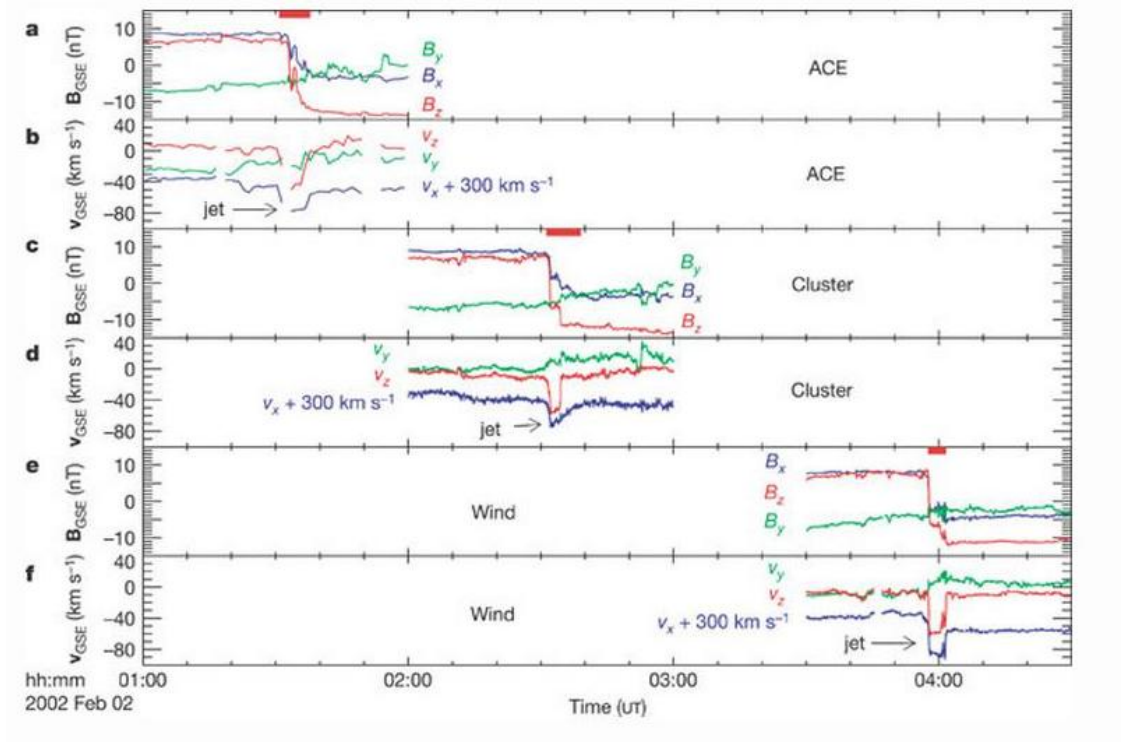 a
B_GSE (nT)
10
0
−10
B_y
B_x
B_z
ACE
b
v_GSE (km s⁻¹)
40
0
−40
−80
v_z
v_y
v_x + 300 km s⁻¹
jet
ACE
c
B_GSE (nT)
10
0
−10
B_y
B_x
B_z
Cluster
d
v_GSE (km s⁻¹)
40
0
−40
−80
v_y
v_z
v_x + 300 km s⁻¹
jet
Cluster
e
B_GSE (nT)
10
0
−10
B_x
B_z
B_y
Wind
f
v_GSE (km s⁻¹)
40
0
−40
−80
v_y
v_z
v_x + 300 km s⁻¹
jet
Wind
hh:mm 01:00 02:00 03:00 04:00
2002 Feb 02
Time (UT)